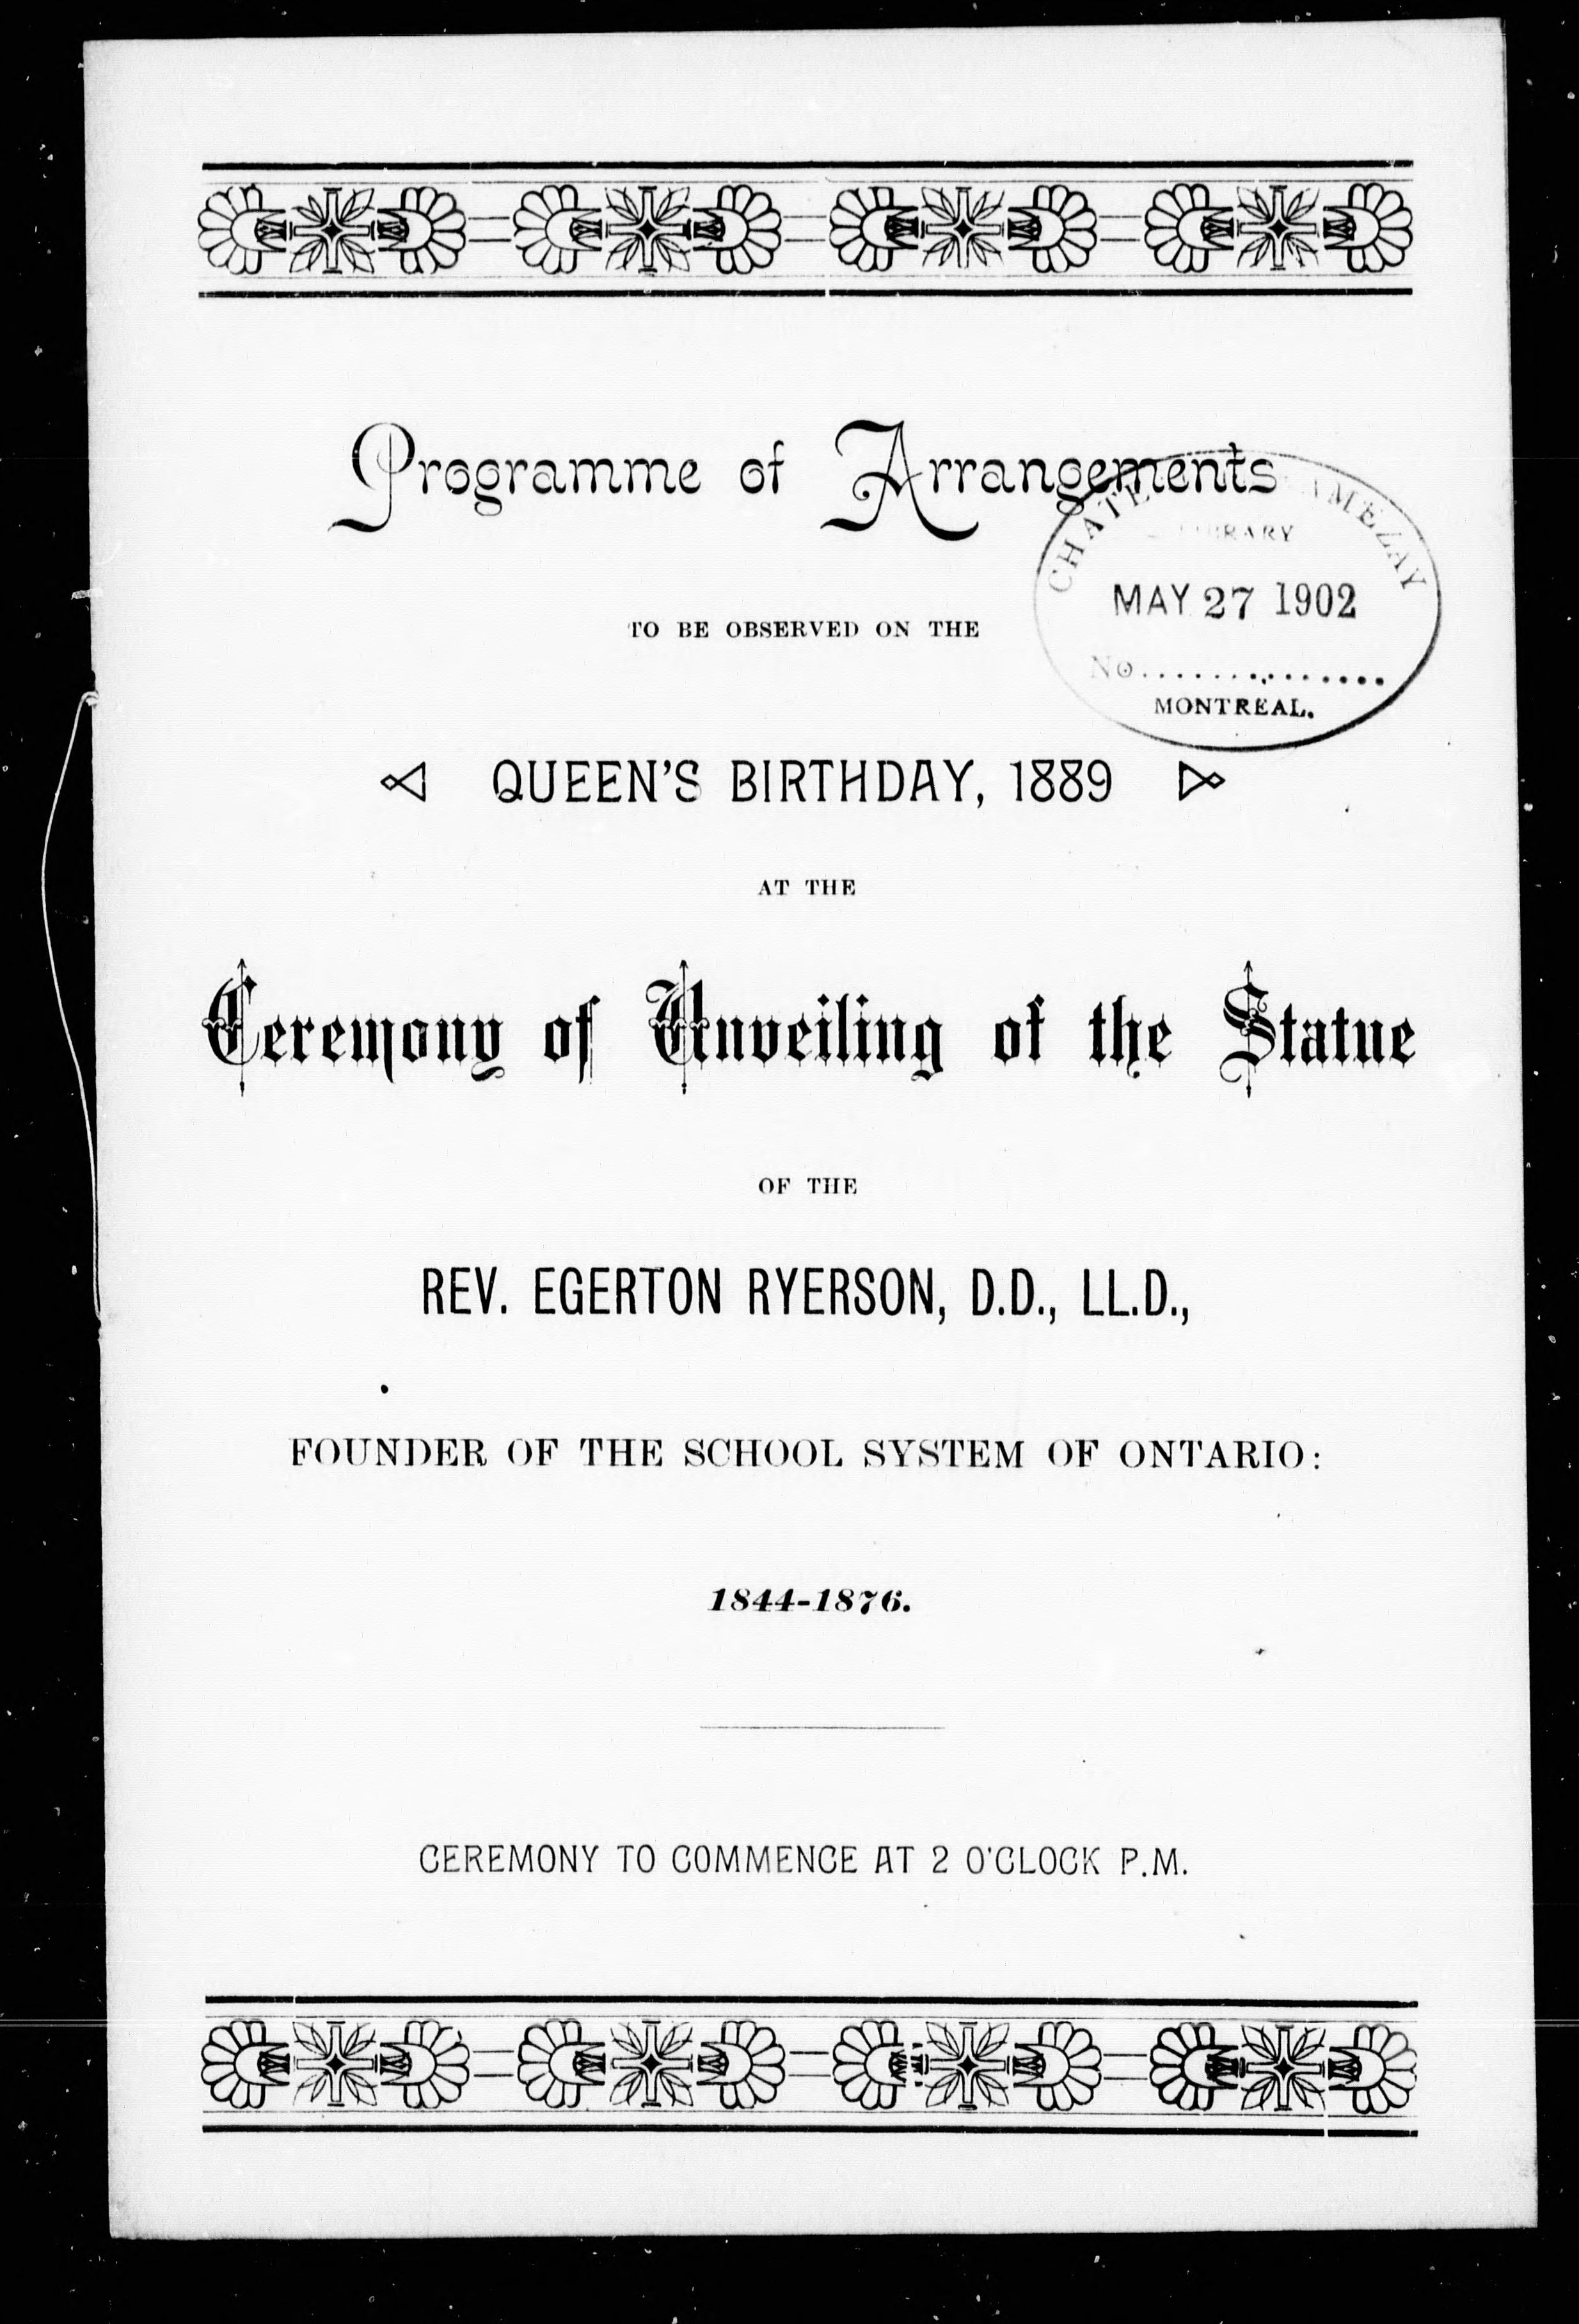 Programme of Arrangements
CHATE AMEZAY
MAY 27 1902
No.
MONTREAL.
TO BE OBSERVED ON THE
QUEEN'S BIRTHDAY, 1889
AT THE
Ceremony of Unveiling of the Statue
OF THE
REV. EGERTON RYERSON, D.D., LL.D.,
FOUNDER OF THE SCHOOL SYSTEM OF ONTARIO:
1844-1876.
CEREMONY TO COMMENCE AT 2 O'CLOCK P.M.